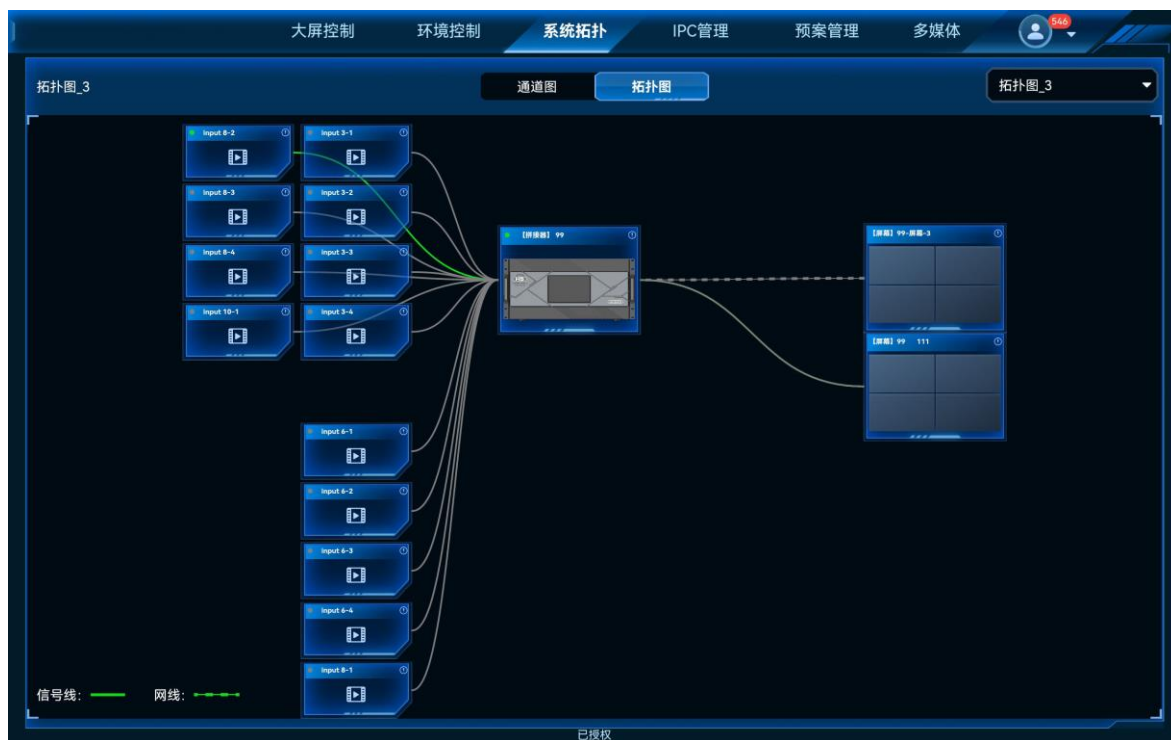 大屏控制 环境控制 系统拓扑 IPC管理 预案管理 多媒体 546
拓扑图_3 通道图 拓扑图 拓扑图_3
input 8-2 input 3-1
input 8-3 input 3-2
【拼接器】 99 【屏幕】 99-屏幕-3
input 8-4 input 3-3
input 10-1 input 3-4
【屏幕】 99 111
input 6-1
input 6-2
input 6-3
input 6-4
input 8-1
信号线: 网线:
已授权